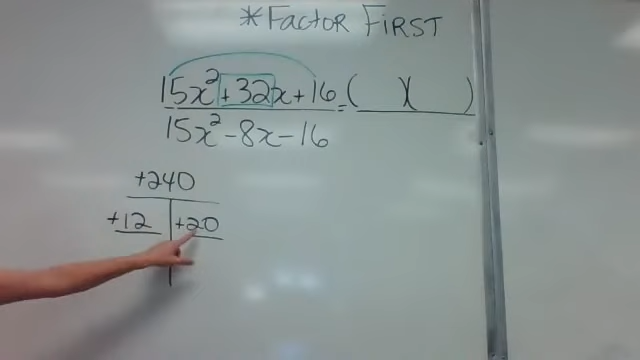 *FACTOR FIRST
15x²+32x+16=( )( )
15x²-8x-16
+240
+12 +20